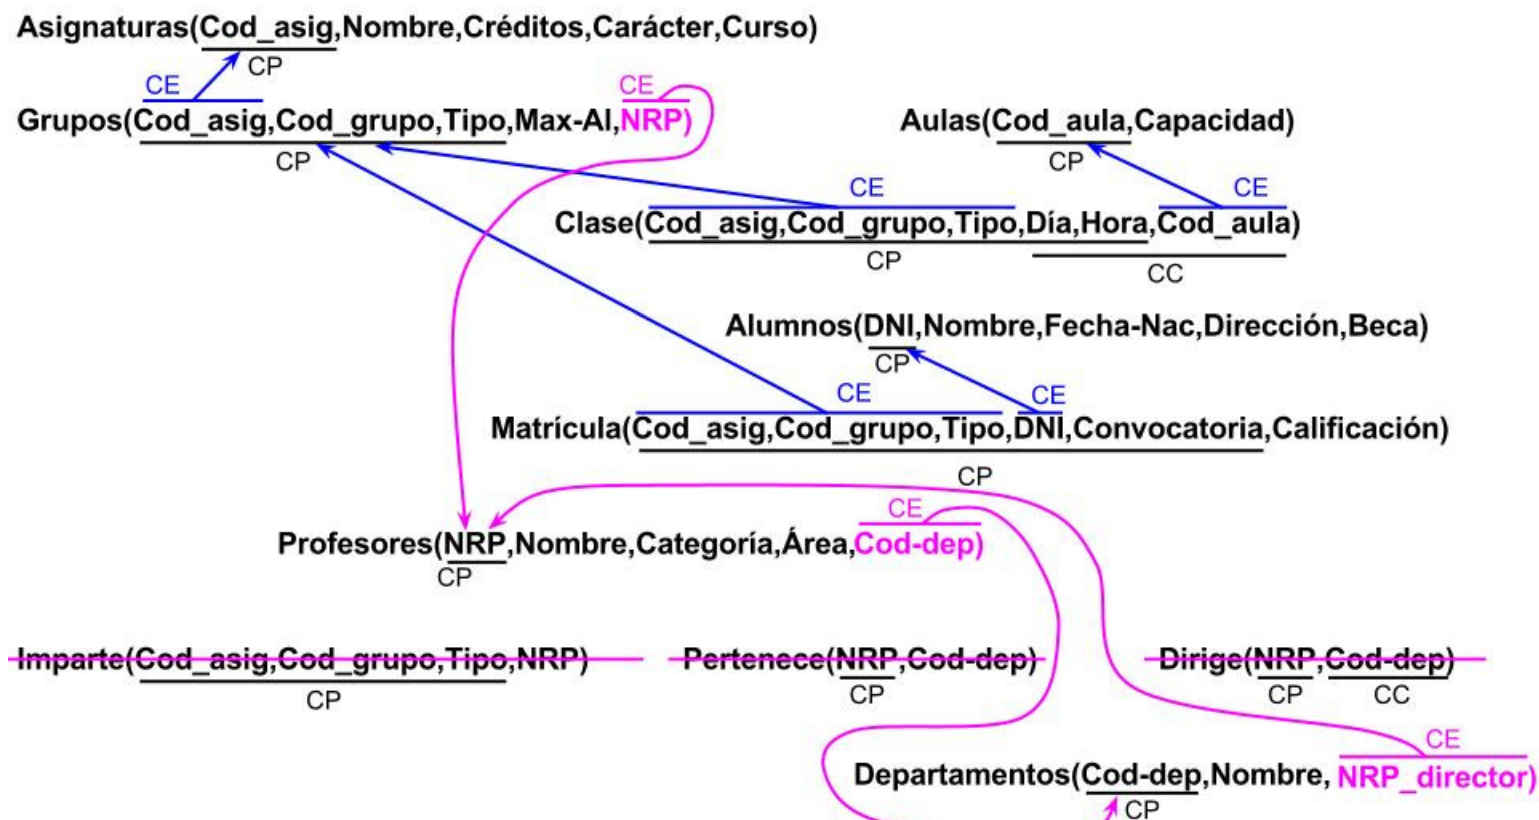 Asignaturas(Cod_asig,Nombre,Créditos,Carácter,Curso)
CP
CE
CE
Grupos(Cod_asig,Cod_grupo,Tipo,Max-Al,NRP)
CP
Aulas(Cod_aula,Capacidad)
CP
CE
CE
Clase(Cod_asig,Cod_grupo,Tipo,Día,Hora,Cod_aula)
CP
CC
Alumnos(DNI,Nombre,Fecha-Nac,Dirección,Beca)
CP
CE
CE
Matrícula(Cod_asig,Cod_grupo,Tipo,DNI,Convocatoria,Calificación)
CP
CE
Profesores(NRP,Nombre,Categoría,Área,Cod-dep)
CP
Imparte(Cod_asig,Cod_grupo,Tipo,NRP)
CP
Pertenece(NRP,Cod-dep)
CP
Dirige(NRP,Cod-dep)
CP
CC
CE
Departamentos(Cod-dep,Nombre, NRP_director)
CP